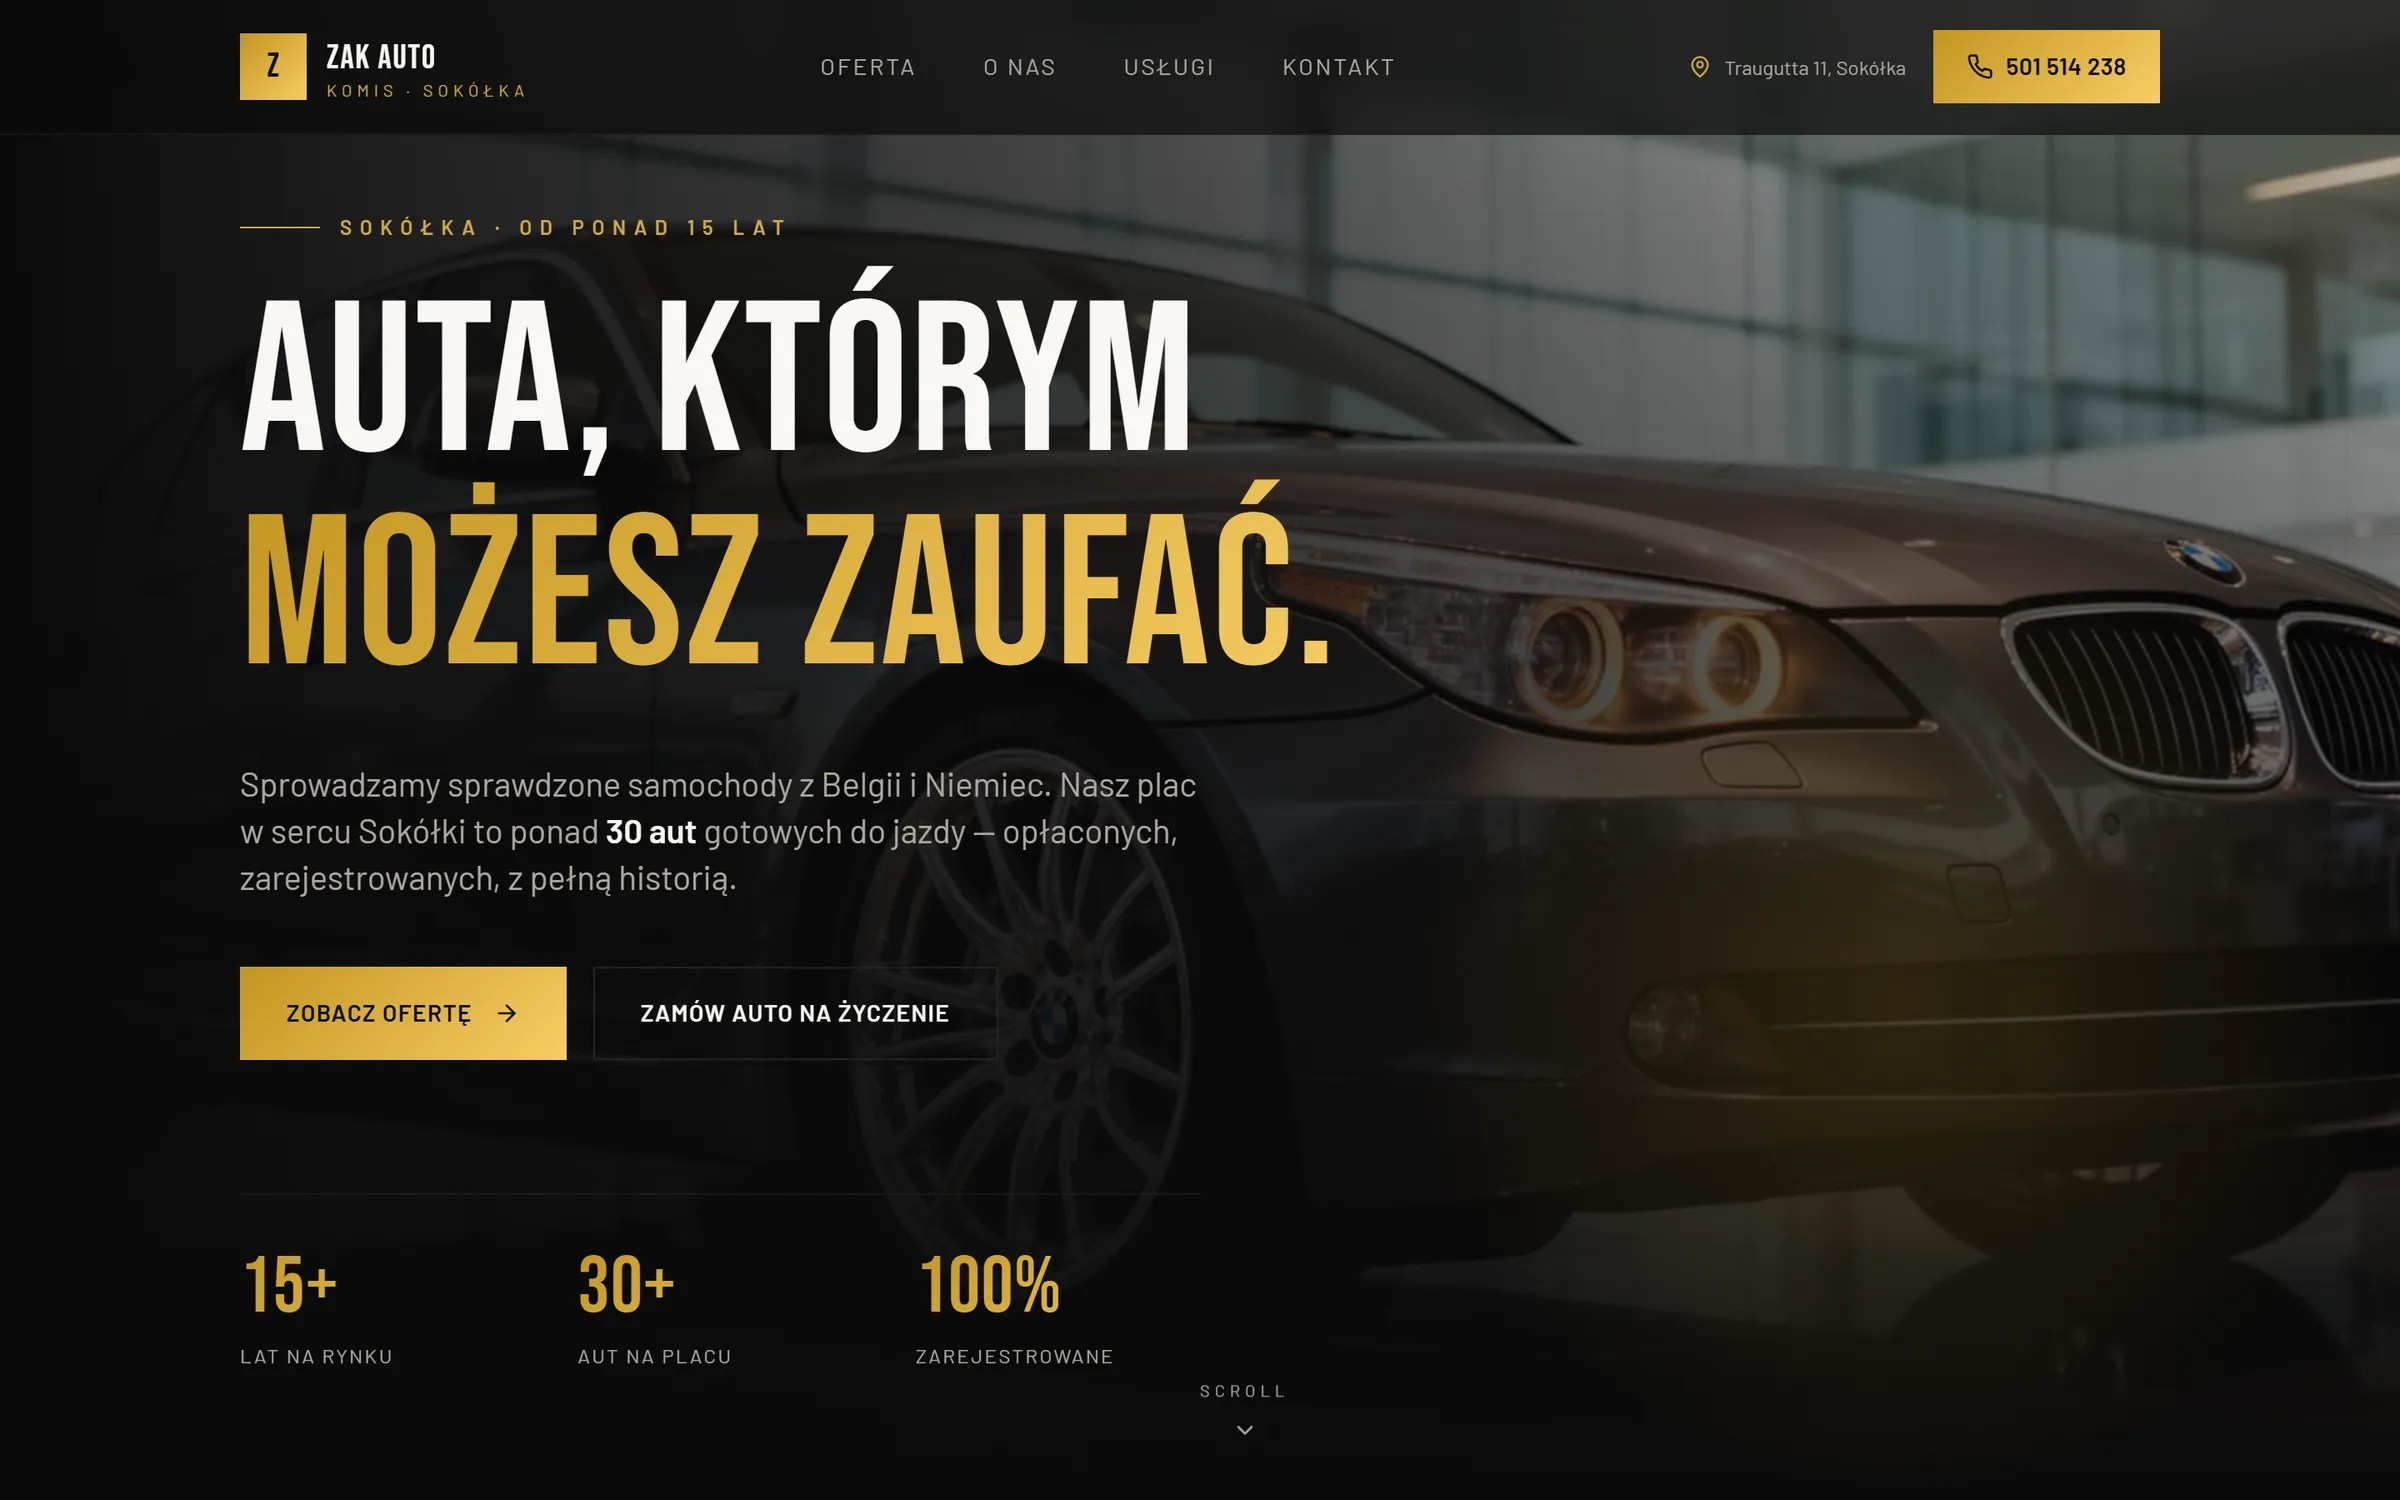 Z
ZAK AUTO
KOMIS · SOKÓŁKA
OFERTA
O NAS
USŁUGI
KONTAKT
Traugutta 11, Sokółka
501 514 238
SOKÓŁKA · OD PONAD 15 LAT
AUTA, KTÓRYM
MOŻESZ ZAUFAĆ.
Sprowadzamy sprawdzone samochody z Belgii i Niemiec. Nasz plac
w sercu Sokółki to ponad 30 aut gotowych do jazdy — opłaconych,
zarejestrowanych, z pełną historią.
ZOBACZ OFERTĘ →
ZAMÓW AUTO NA ŻYCZENIE
15+
LAT NA RYNKU
30+
AUT NA PLACU
100%
ZAREJESTROWANE
SCROLL